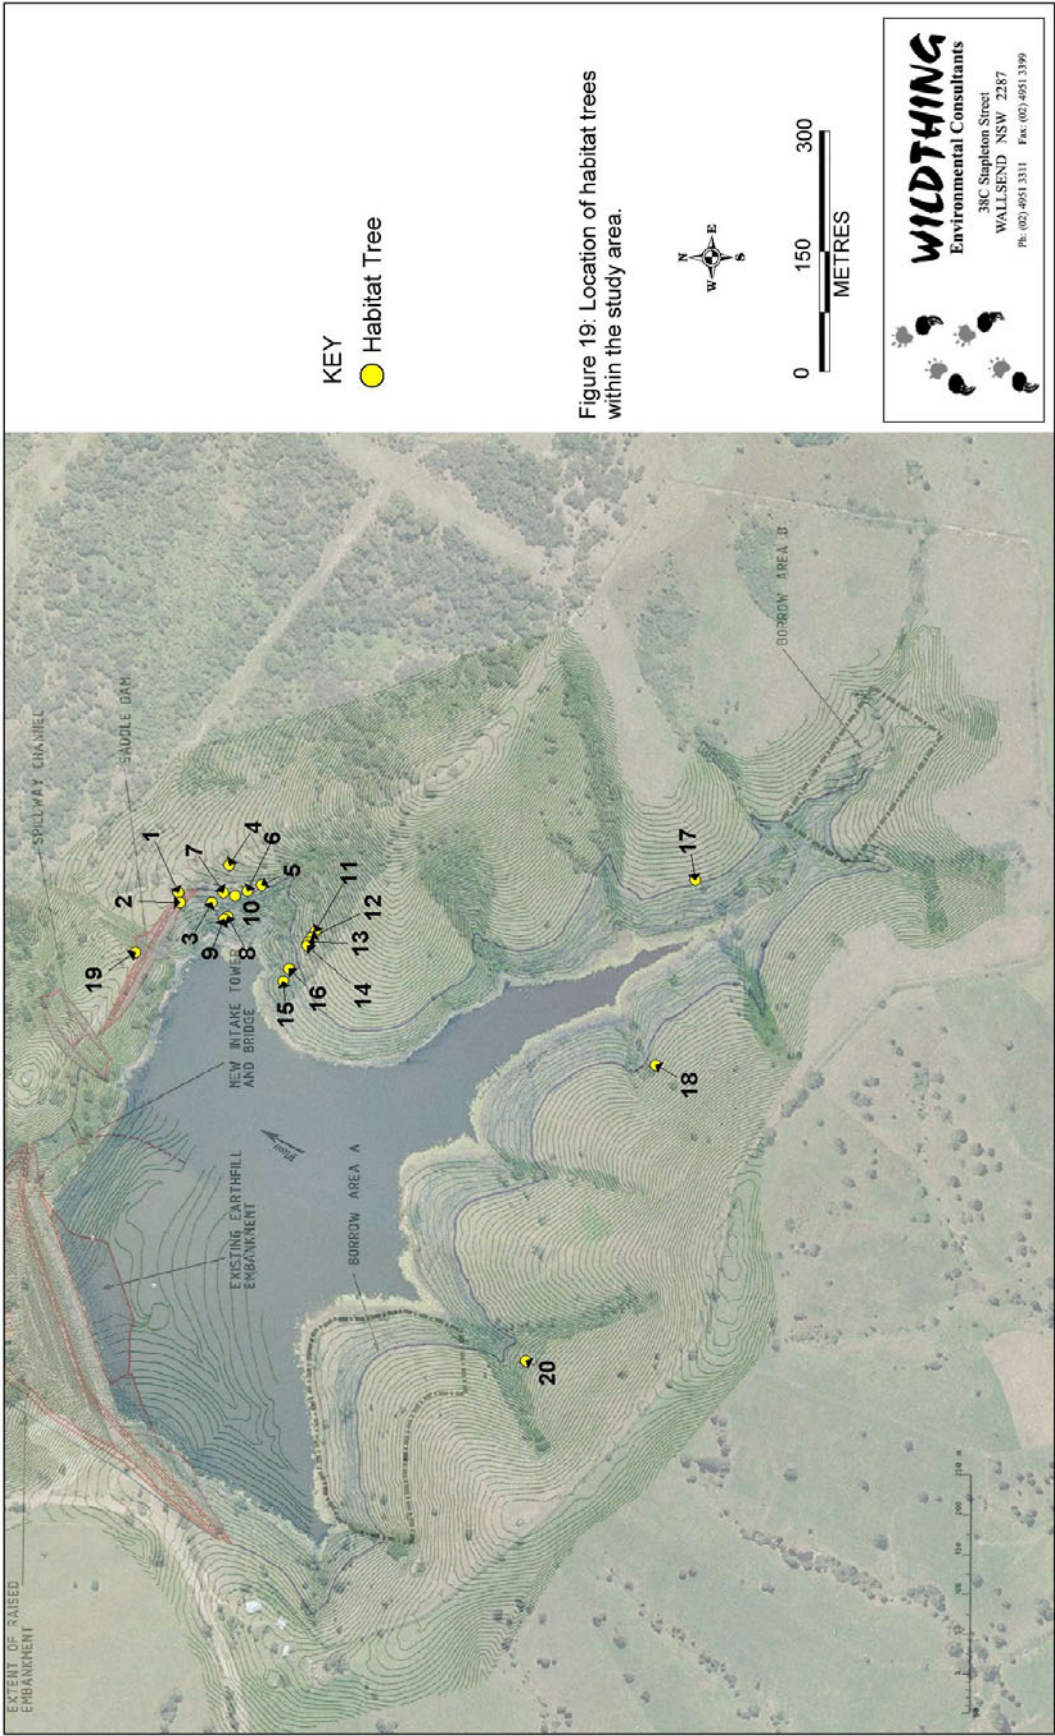 EXTENT OF RAISED
EMBANKMENT
SPILLWAY CHANNEL
SADDLE DAM
NEW INTAKE TOWER
AND BRIDGE
EXISTING EARTHFILL
EMBANKMENT
BORROW AREA A
BORROW AREA B
Flow
1
2
3
4
5
6
7
8
9
10
11
12
13
14
15
16
17
18
19
20
KEY
Habitat Tree
Figure 19: Location of habitat trees
within the study area.
N
W E
S
0 150 300
METRES
WILDTHING
Environmental Consultants
38C Stapleton Street
WALLSEND NSW 2287
Ph: (02) 4951 3311 Fax: (02) 4951 3399